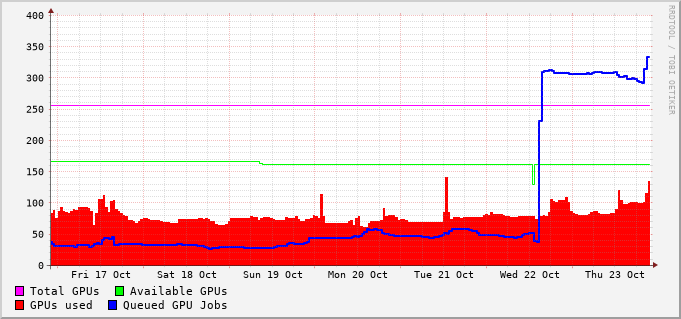 400
350
300
250
200
150
100
50
0
Fri 17 Oct Sat 18 Oct Sun 19 Oct Mon 20 Oct Tue 21 Oct Wed 22 Oct Thu 23 Oct
Total GPUs Available GPUs
GPUs used Queued GPU Jobs
RRDTOOL / TOBI OETIKER